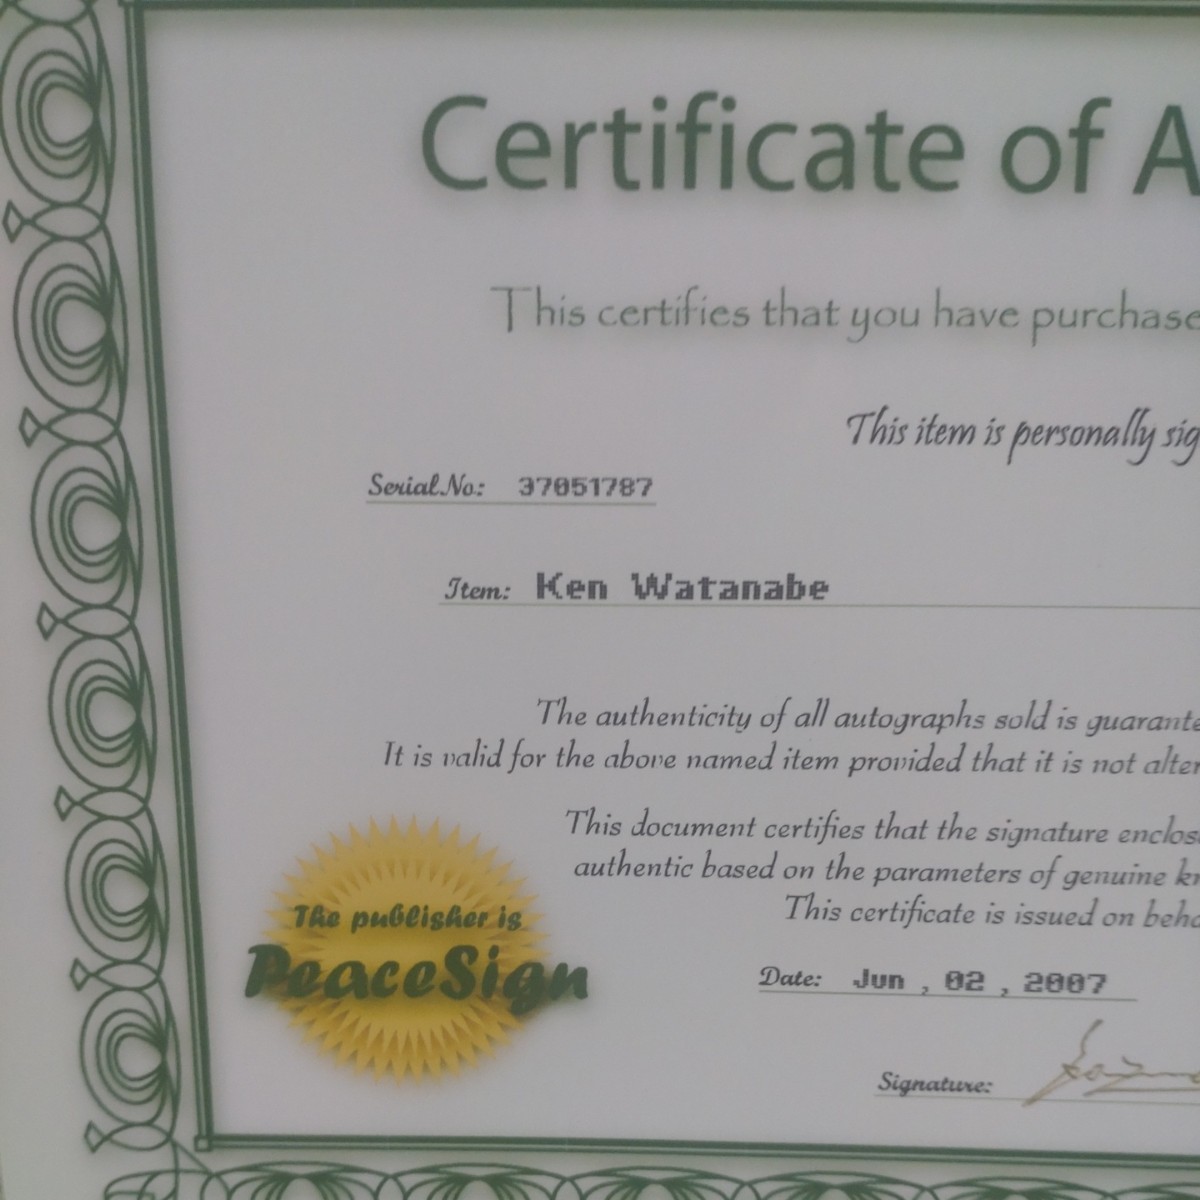 Certificate of A
This certifies that you have purchase
This item is personally sig
Serial.No: 37051787
Item: Ken Watanabe
The authenticity of all autographs sold is guarante
It is valid for the above named item provided that it is not alter
This document certifies that the signature enclos
authentic based on the parameters of genuine kn
This certificate is issued on beha
The publisher is
PeaceSign
Date: Jun , 02 , 2007
Signature: